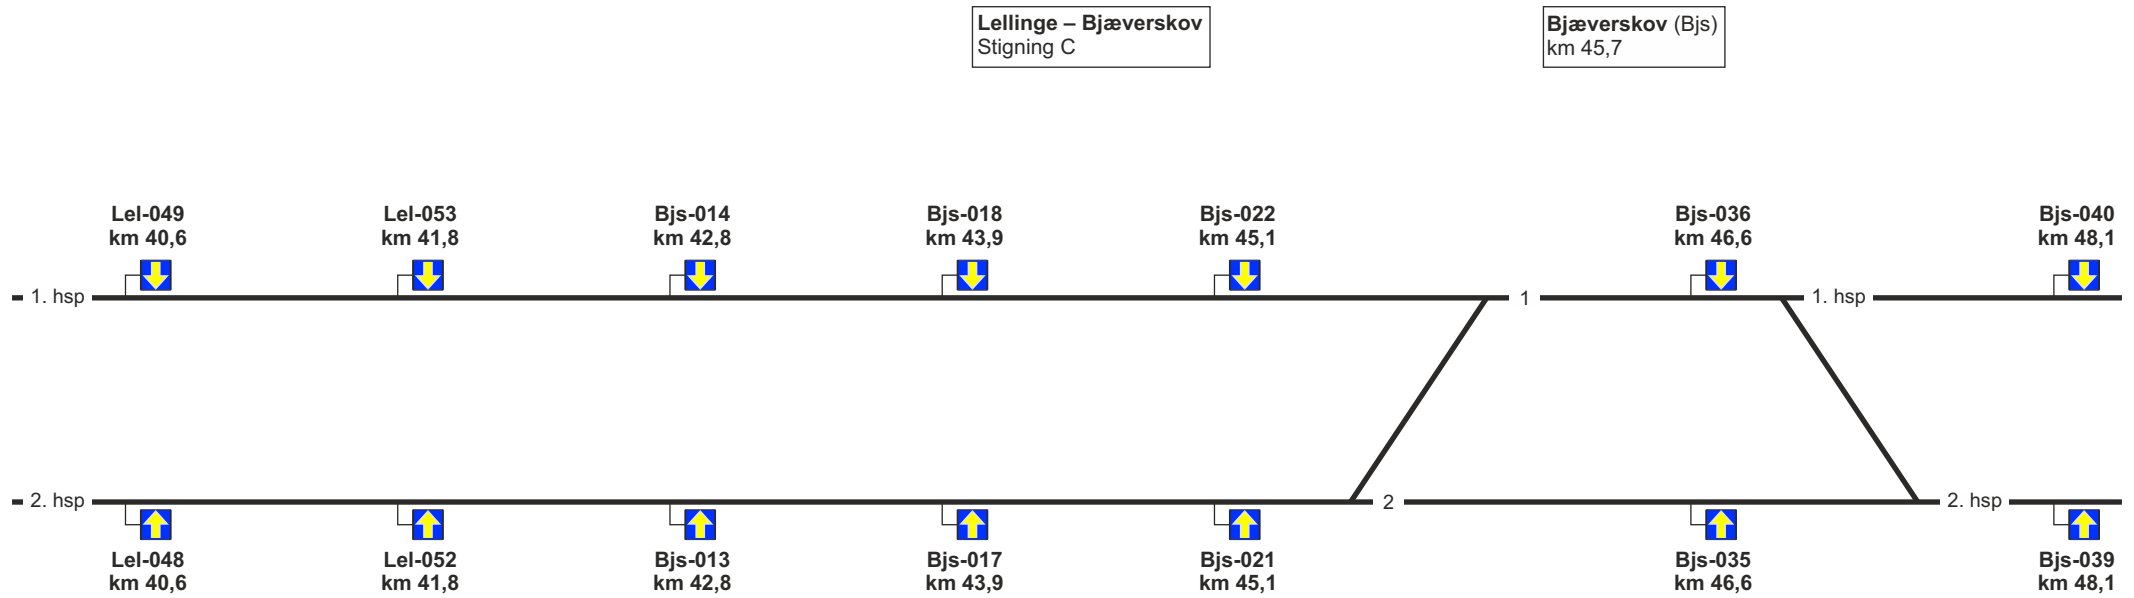 Lellinge – Bjæverskov
Stigning C
Bjæverskov (Bjs)
km 45,7
Lel-049
km 40,6
Lel-053
km 41,8
Bjs-014
km 42,8
Bjs-018
km 43,9
Bjs-022
km 45,1
Bjs-036
km 46,6
Bjs-040
km 48,1
1. hsp
1
1. hsp
2. hsp
2
2. hsp
Lel-048
km 40,6
Lel-052
km 41,8
Bjs-013
km 42,8
Bjs-017
km 43,9
Bjs-021
km 45,1
Bjs-035
km 46,6
Bjs-039
km 48,1